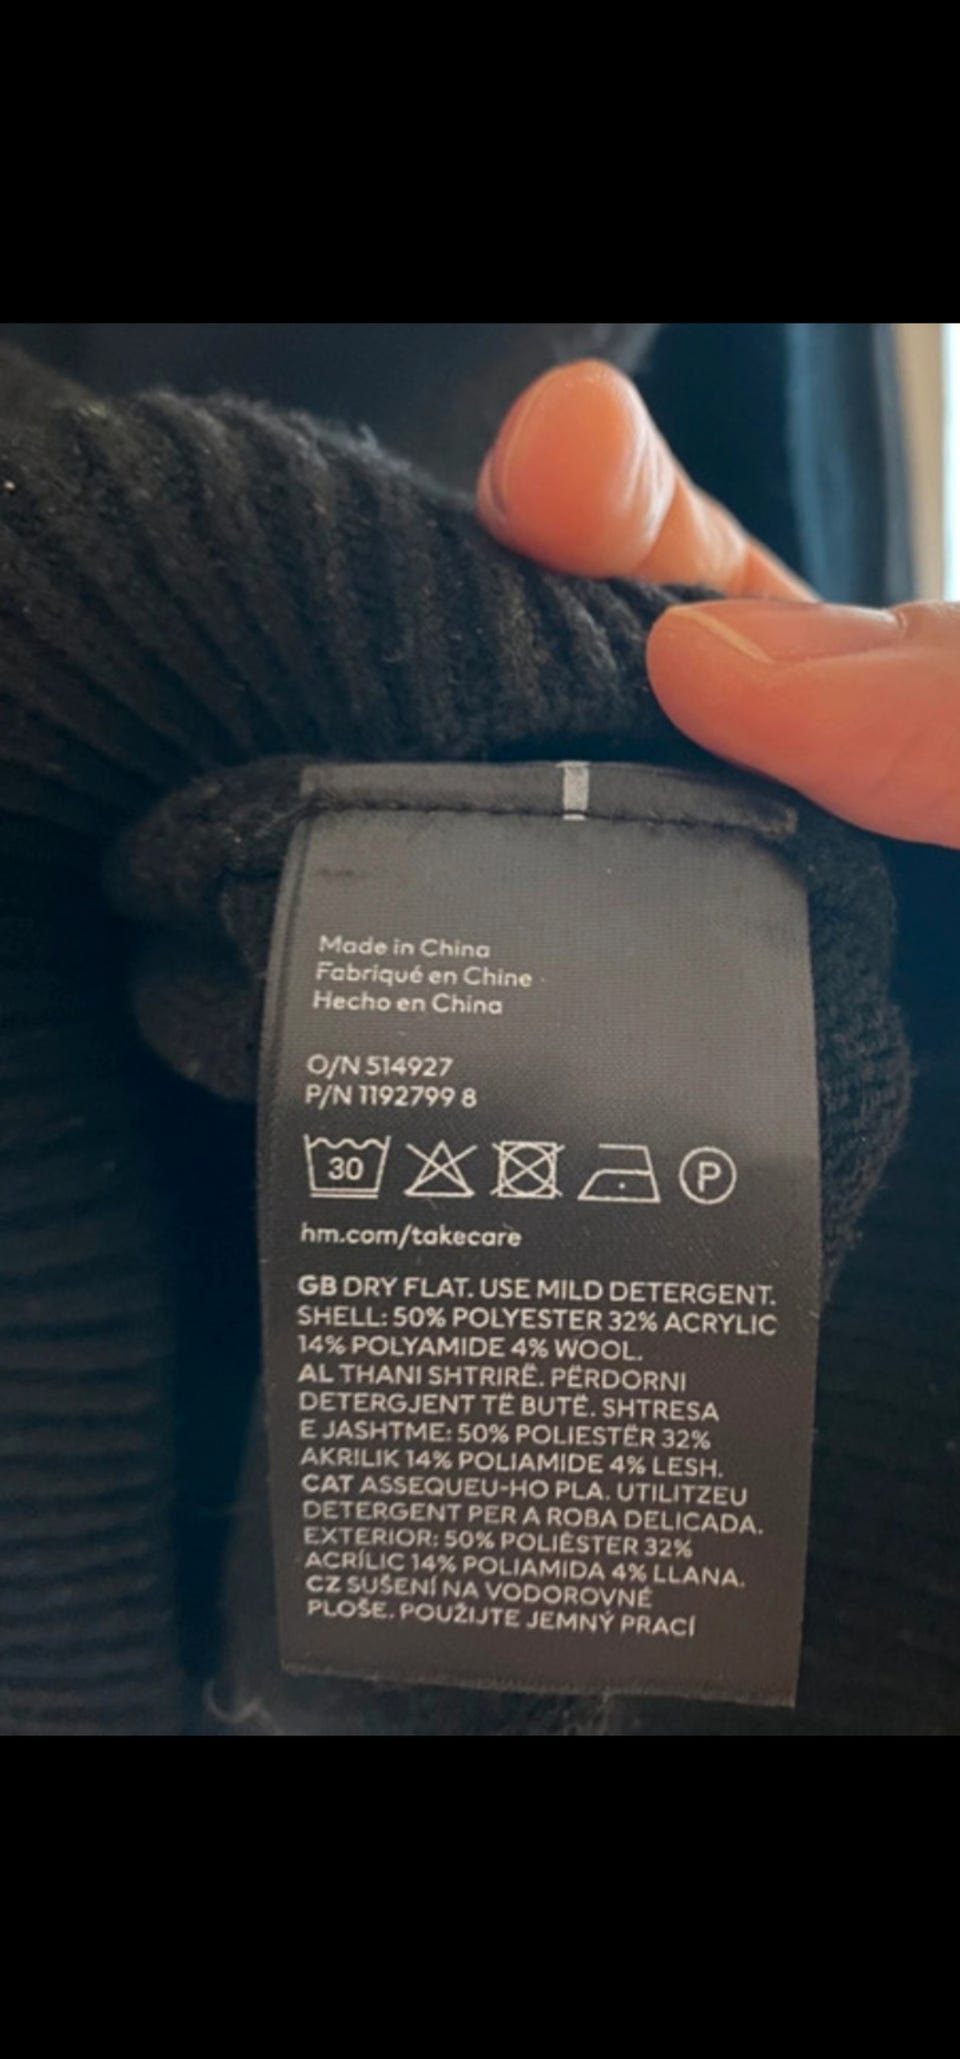 Made in China
Fabriqué en Chine
Hecho en China
O/N 514927
P/N 1192799 8
30 P
hm.com/takecare
GB DRY FLAT. USE MILD DETERGENT.
SHELL: 50% POLYESTER 32% ACRYLIC
14% POLYAMIDE 4% WOOL.
AL THANI SHTRIRË. PËRDORNI
DETERGJENT TË BUTË. SHTRESA
E JASHTME: 50% POLIESTËR 32%
AKRILIK 14% POLIAMIDE 4% LESH.
CAT ASSEQUEU-HO PLA. UTILITZEU
DETERGENT PER A ROBA DELICADA.
EXTERIOR: 50% POLIÈSTER 32%
ACRÍLIC 14% POLIAMIDA 4% LLANA.
CZ SUŠENÍ NA VODOROVNÉ
PLOŠE. POUŽIJTE JEMNÝ PRACÍ